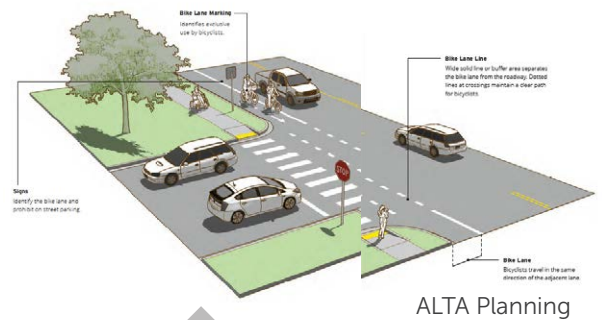 Bike Lane Marking
Identifies exclusive
use by bicyclists.
Bike Lane Line
Wide solid line or buffer area separates
the bike lane from the roadway. Dotted
lines at crossings maintain a clear path
for bicyclists.
Signs
Identify the bike lane and
prohibit on street parking.
STOP
Bike Lane
Bicyclists travel in the same
direction of the adjacent lane.
ALTA Planning